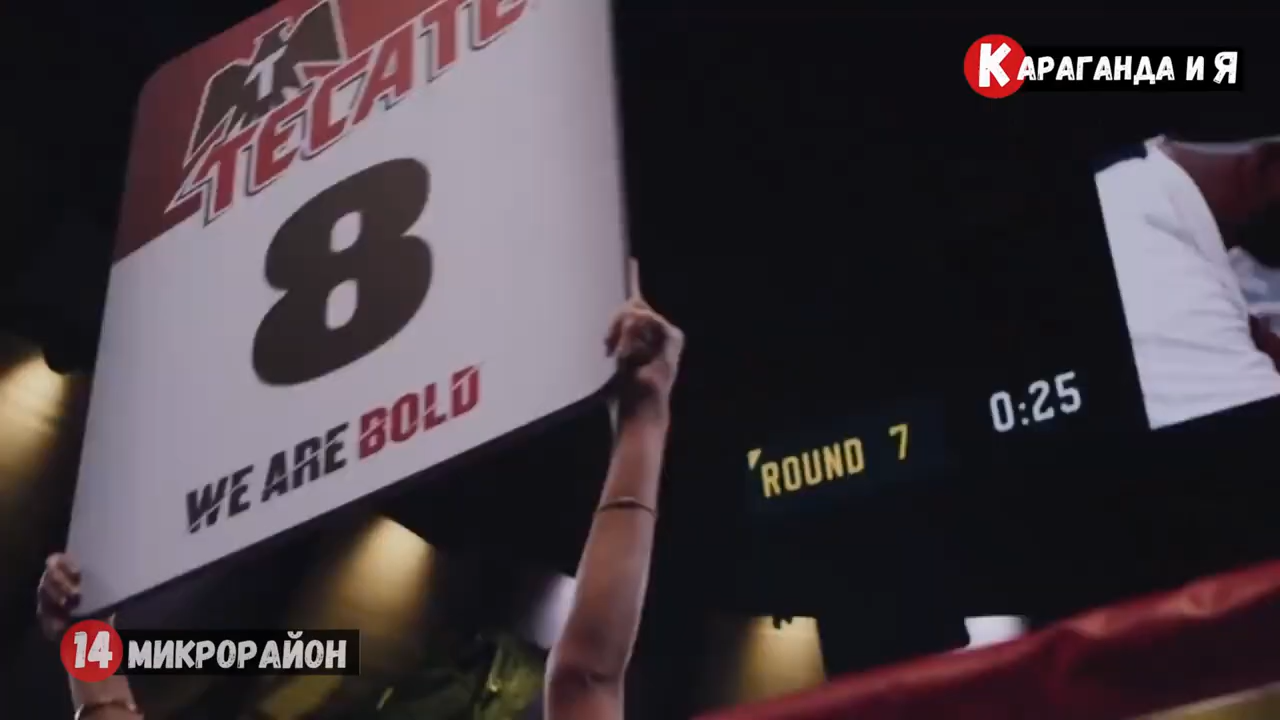 TECATE
8
WE ARE BOLD
КАРАГАНДА И Я
ROUND 7
0:25
14 МИКРОРАЙОН